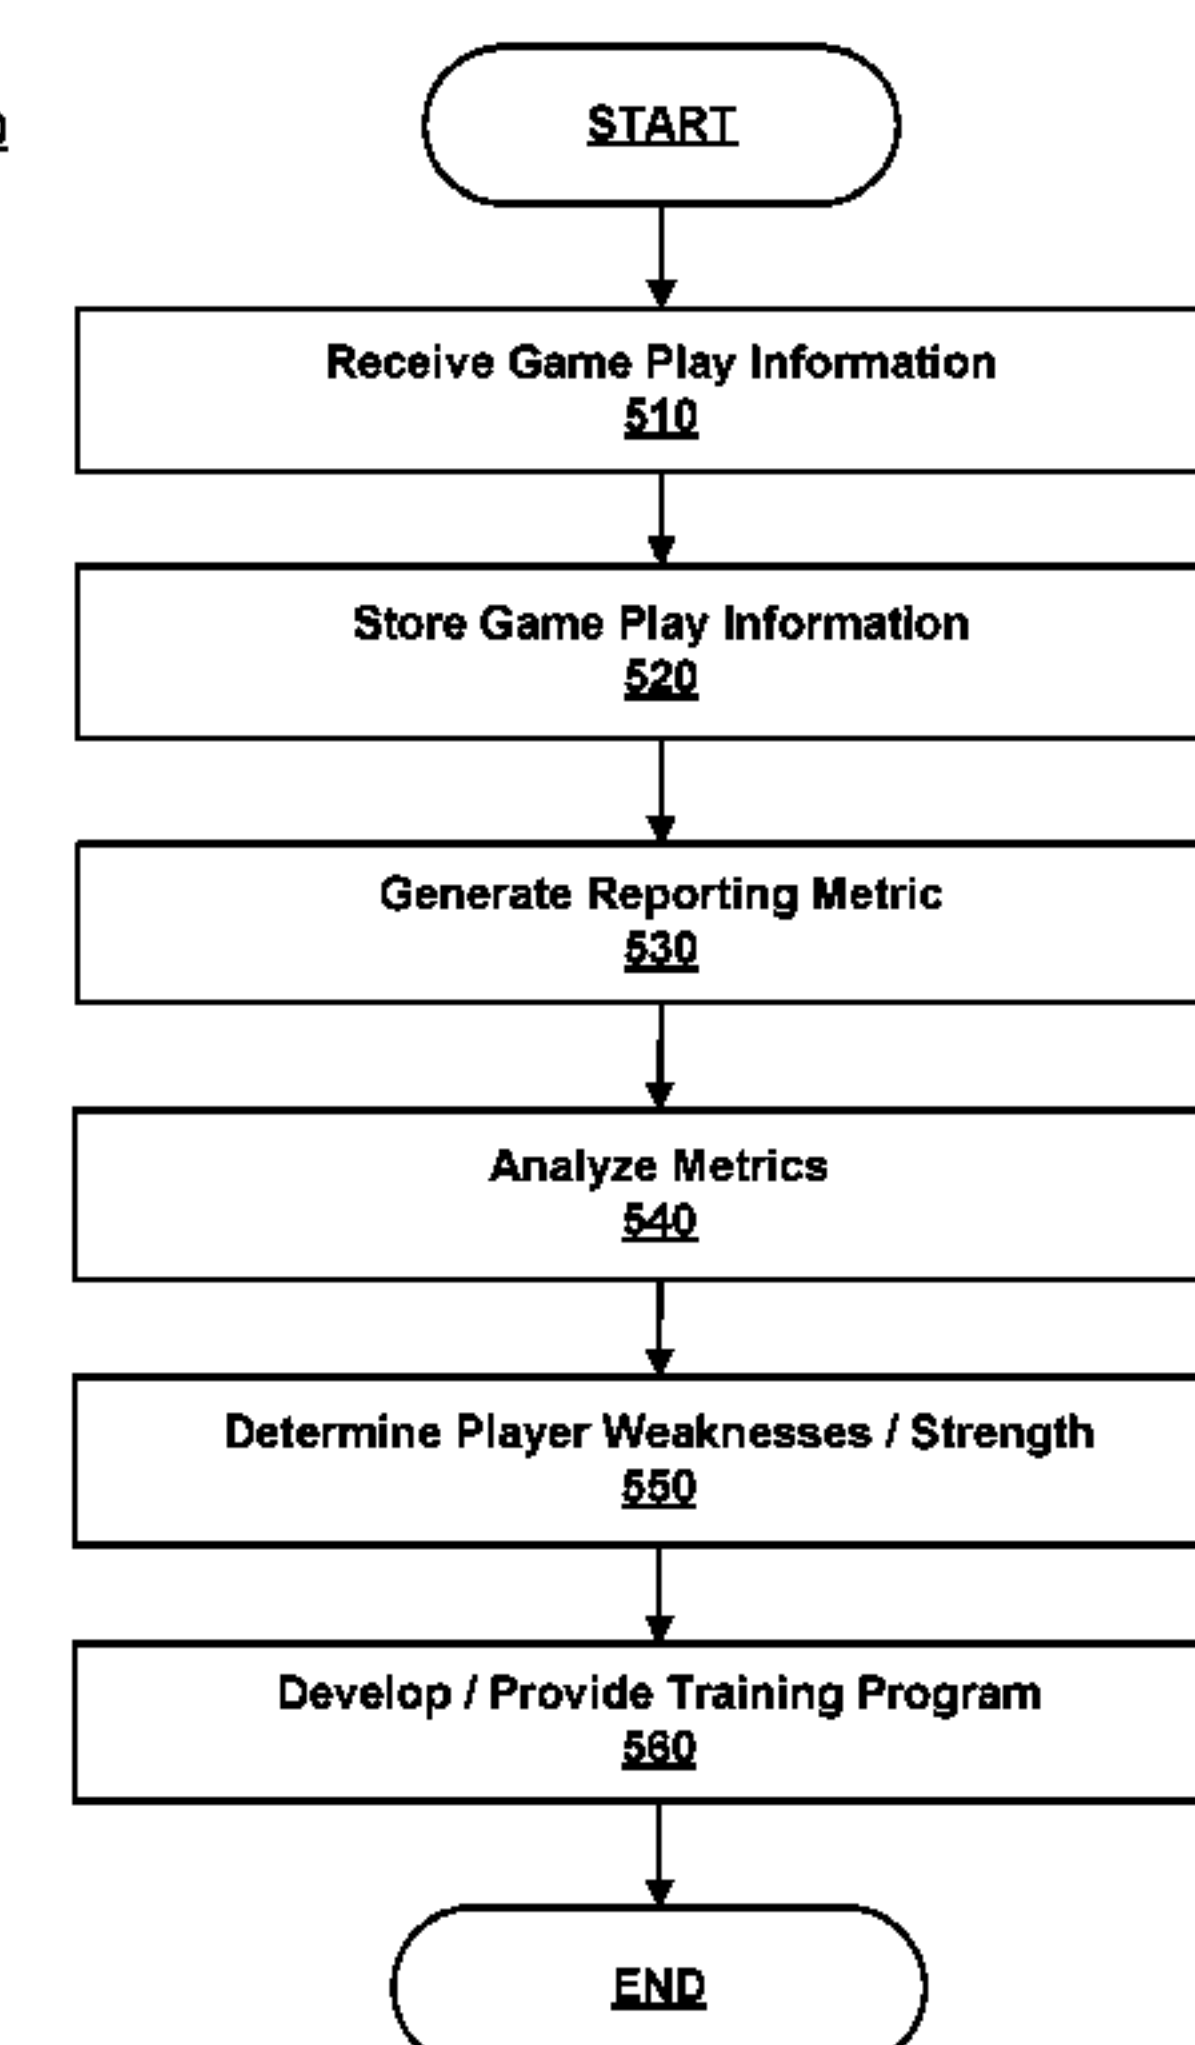 START
Receive Game Play Information
510
Store Game Play Information
520
Generate Reporting Metric
530
Analyze Metrics
540
Determine Player Weaknesses / Strength
550
Develop / Provide Training Program
560
END